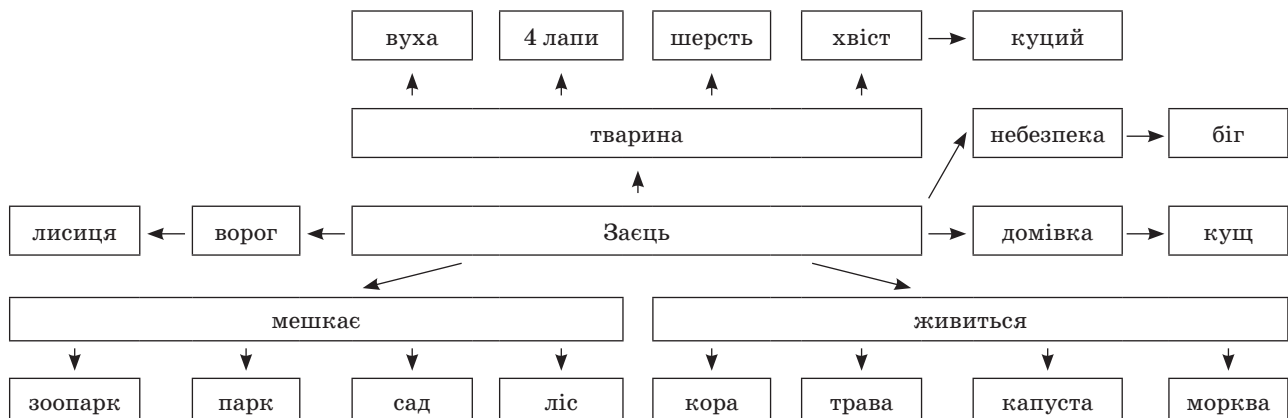 вуха 4 лапи шерсть хвіст куций
тварина небезпека біг
лисиця ворог Заєць домівка кущ
мешкає живиться
зоопарк парк сад ліс кора трава капуста морква